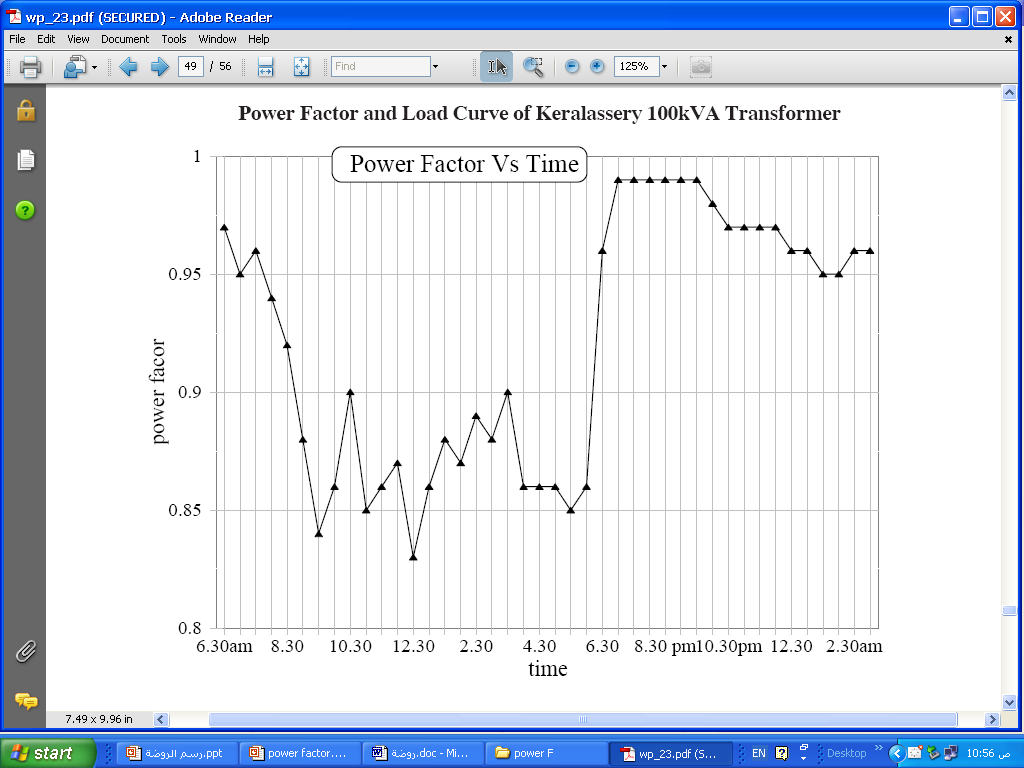 wp_23.pdf (SECURED) - Adobe Reader
File Edit View Document Tools Window Help
49 / 56 Find 125%
Power Factor and Load Curve of Keralassery 100kVA Transformer
Power Factor Vs Time
1
0.95
0.9
0.85
0.8
power facor
6.30am 8.30 10.30 12.30 2.30 4.30 6.30 8.30 pm 10.30pm 12.30 2.30am
time
7.49 x 9.96 in
start رسم الروضة.ppt power factor.... روضة.doc - Mi... power F wp_23.pdf (S... EN Desktop 10:56 ص